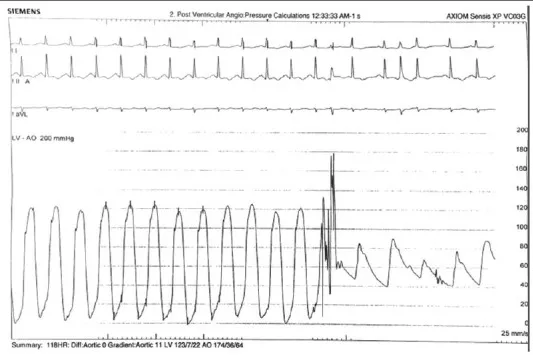 SIEMENS
2. Post Ventricular Angio:Pressure Calculations 12:33:33 AM-1 s
AXIOM Sensis XP VC03G
II A
aVL
LV - AO 200 mmHg
200
180
160
140
120
100
80
60
40
20
0
25 mm/s
Summary: 118HR: Diff:Aortic 0 Gradient:Aortic 11 LV 123/7/22 AO 174/36/64